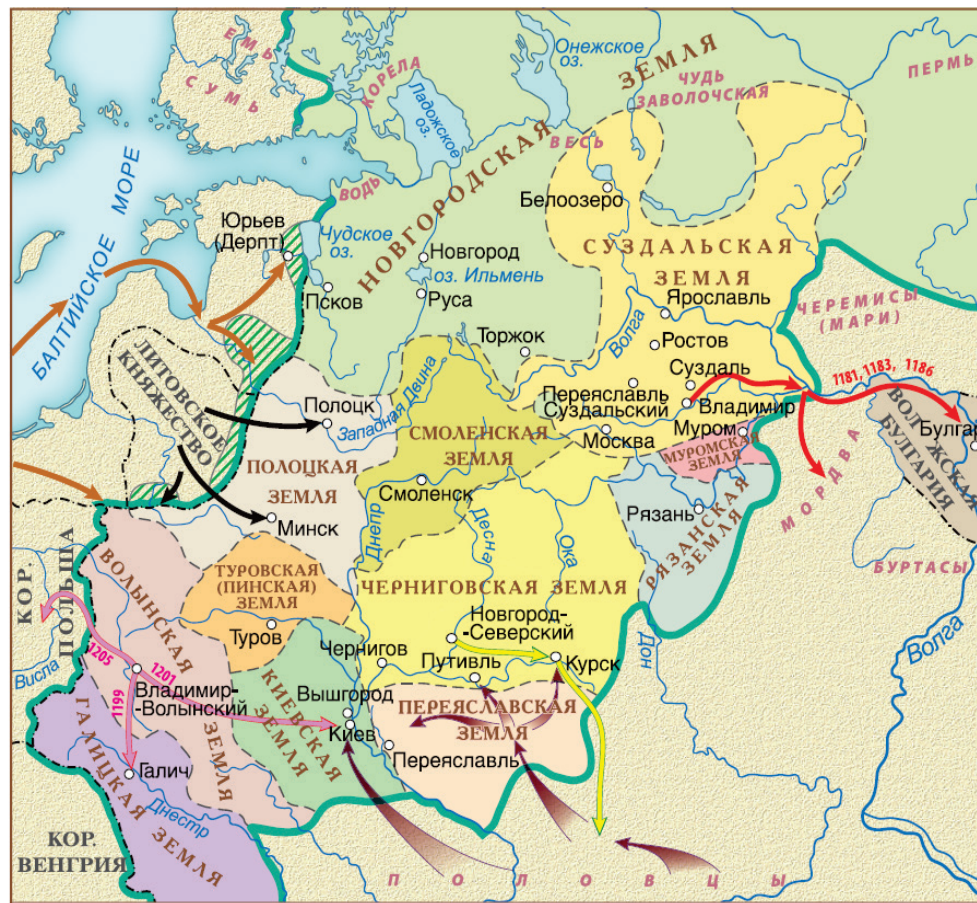 ЕМЬ
СУМЬ
КОРЕЛА
Онежское
оз.
ЗЕМЛЯ
ЧУДЬ
ЗАВОЛОЧСКАЯ
ПЕРМЬ
Ладожское
оз.
ВЕСЬ
НОВГОРОДСКАЯ
ВОДЬ
Белоозеро
БАЛТИЙСКОЕ МОРЕ
Юрьев
(Дерпт)
Чудское
оз.
Новгород
оз. Ильмень
Псков
Руса
СУЗДАЛЬСКАЯ
ЗЕМЛЯ
Ярославль
ЧЕРЕМИСЫ
(МАРИ)
Торжок
Волга
Ростов
Суздаль
1181, 1183, 1186
ЛИТОВСКОЕ
КНЯЖЕСТВО
Полоцк
Западная Двина
Переяславль
Суздальский
Владимир
Москва
Муром
МУРОМСКАЯ
ЗЕМЛЯ
ВОЛЖСКАЯ
БУЛГАРИЯ
Булгар
СМОЛЕНСКАЯ
ЗЕМЛЯ
ПОЛОЦКАЯ
ЗЕМЛЯ
Смоленск
МОРДВА
Минск
Днепр
Десна
Ока
Рязань
РЯЗАНСКАЯ
ЗЕМЛЯ
КОР.
ПОЛЬША
ВОЛЫНСКАЯ
ЗЕМЛЯ
ТУРОВСКАЯ
(ПИНСКАЯ)
ЗЕМЛЯ
ЧЕРНИГОВСКАЯ ЗЕМЛЯ
БУРТАСЫ
Туров
Новгород-
-Северский
Чернигов
Путивль
Курск
Дон
Волга
Висла
1205
1201
1199
Владимир-
-Волынский
Вышгород
Киев
КИЕВСКАЯ
ЗЕМЛЯ
ПЕРЕЯСЛАВСКАЯ
ЗЕМЛЯ
Переяславль
ГАЛИЦКАЯ ЗЕМЛЯ
Галич
Днестр
КОР.
ВЕНГРИЯ
ПОЛОВЦЫ